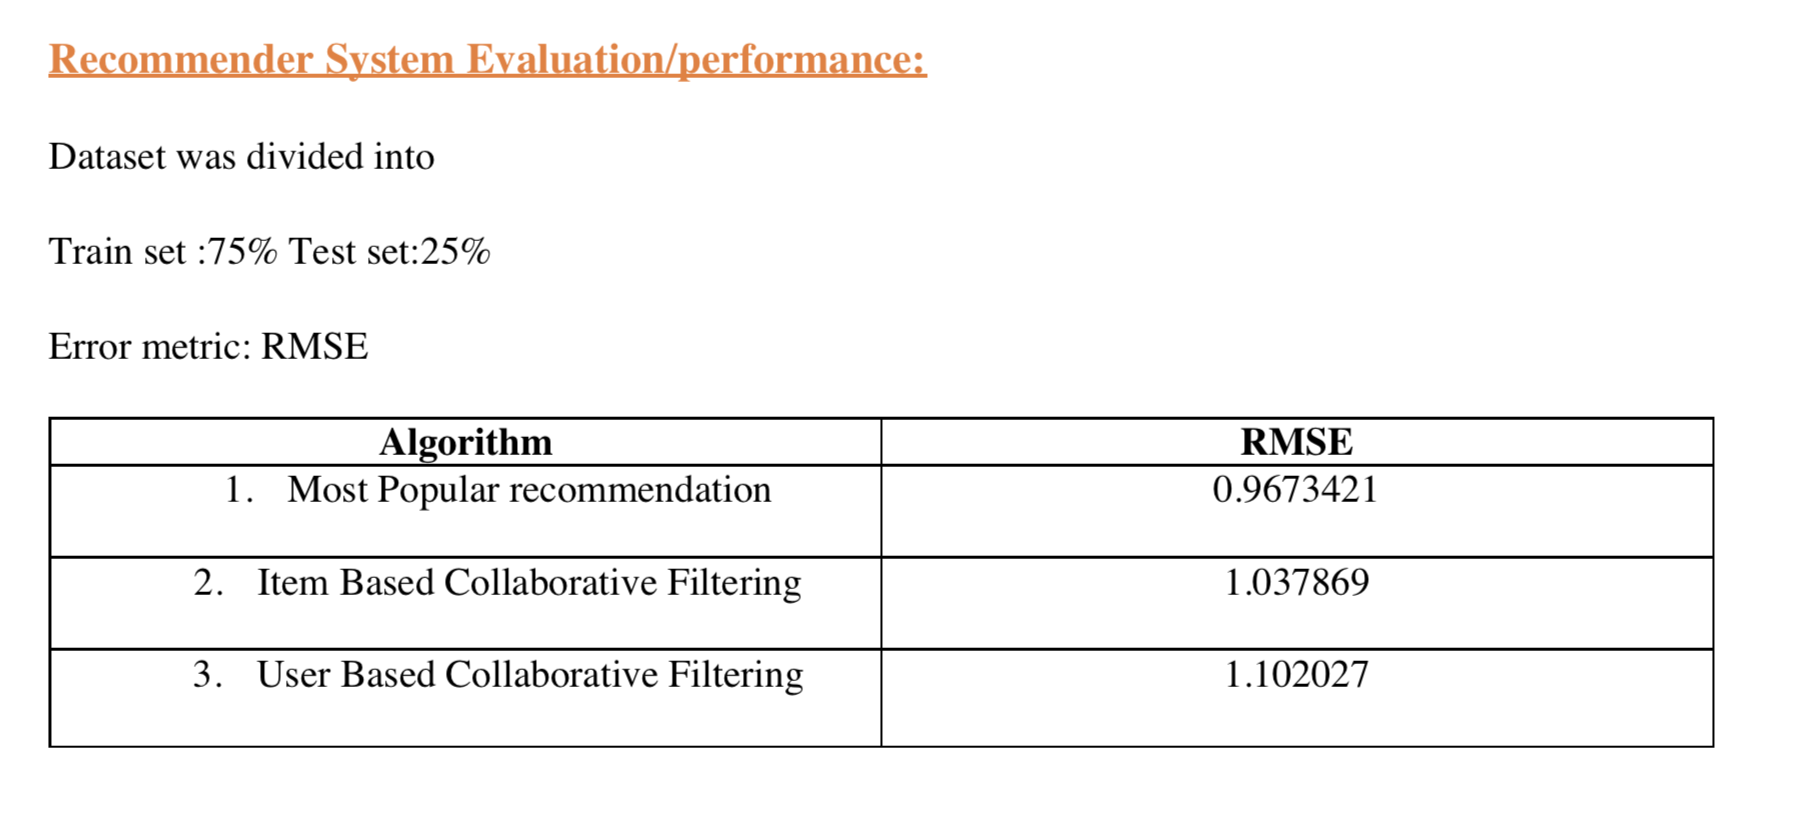 Recommender System Evaluation/performance:
Dataset was divided into
Train set :75% Test set:25%
Error metric: RMSE
Algorithm RMSE
1. Most Popular recommendation 0.9673421
2. Item Based Collaborative Filtering 1.037869
3. User Based Collaborative Filtering 1.102027